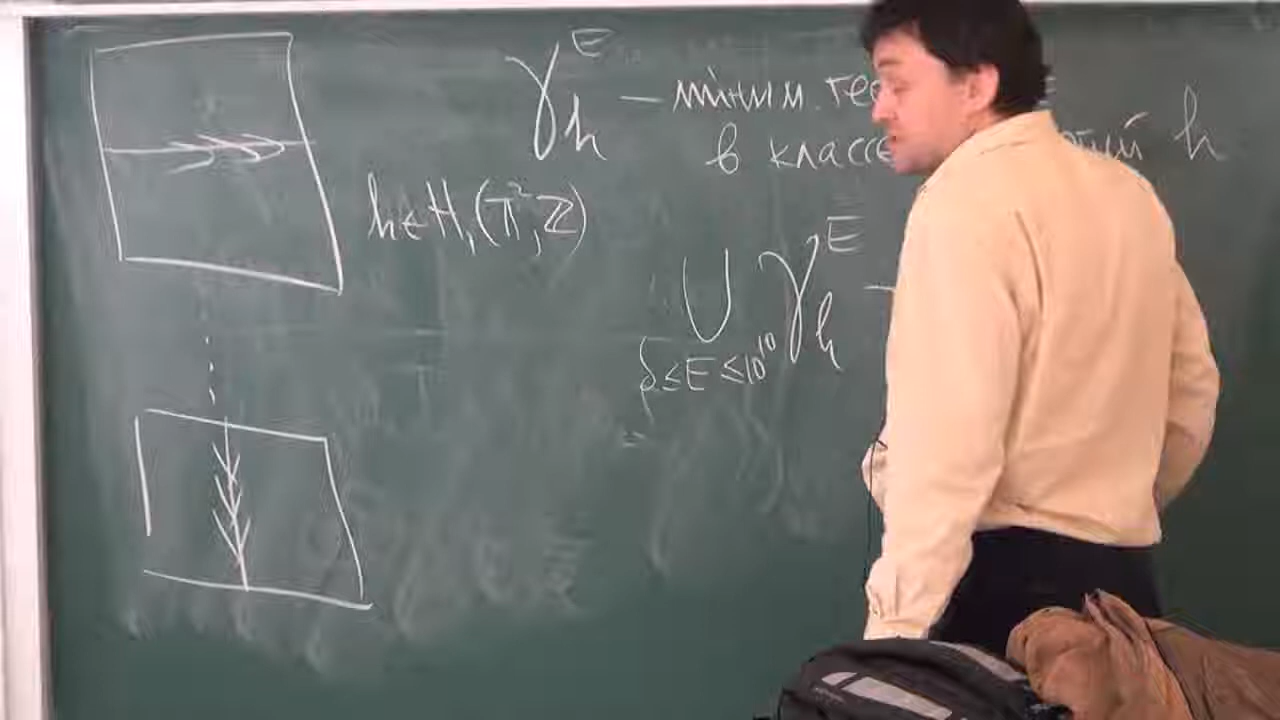 γ_h^E – миним. гео
в классе h
h ∈ H₁(𝕋², ℤ)
⋃ γ_h^E –
δ ≤ E ≤ 10¹⁰